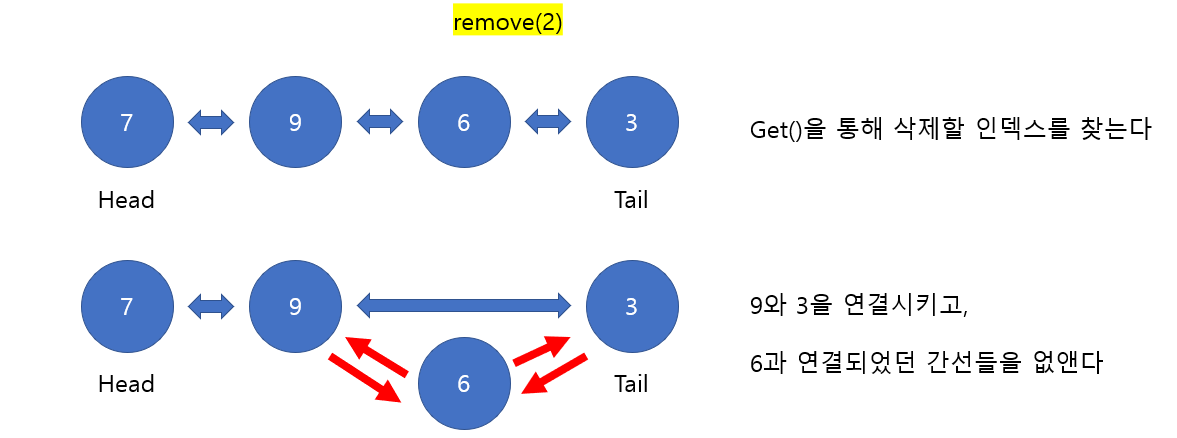 remove(2)
7
9
6
3
Get()을 통해 삭제할 인덱스를 찾는다
Head
Tail
7
9
3
9와 3을 연결시키고,
6과 연결되었던 간선들을 없앤다
6
Head
Tail